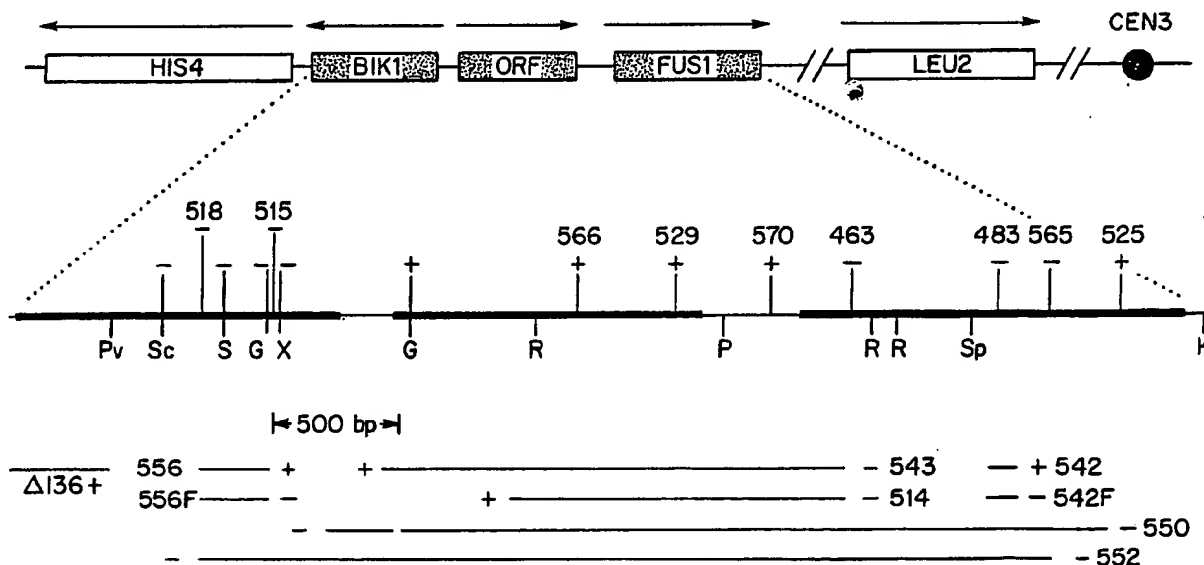 CEN3
HIS4 BIK1 ORF FUS1 LEU2
518 515 566 529 570 463 483 565 525
− − − − − + + + + − − − +
Pv Sc S G X G R P R R Sp K
500 bp
Δ136+ 556 + + − 543 + 542
556F − + − 514 − 542F
− − 550
− − 552